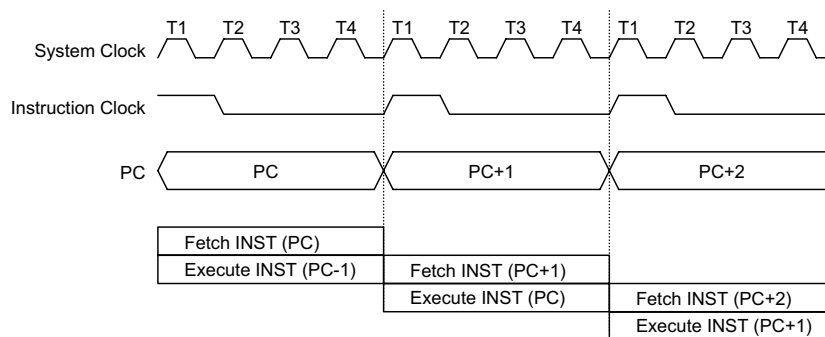 T1 T2 T3 T4 T1 T2 T3 T4 T1 T2 T3 T4
System Clock
Instruction Clock
PC PC PC+1 PC+2
Fetch INST (PC)
Execute INST (PC-1) Fetch INST (PC+1)
Execute INST (PC) Fetch INST (PC+2)
Execute INST (PC+1)